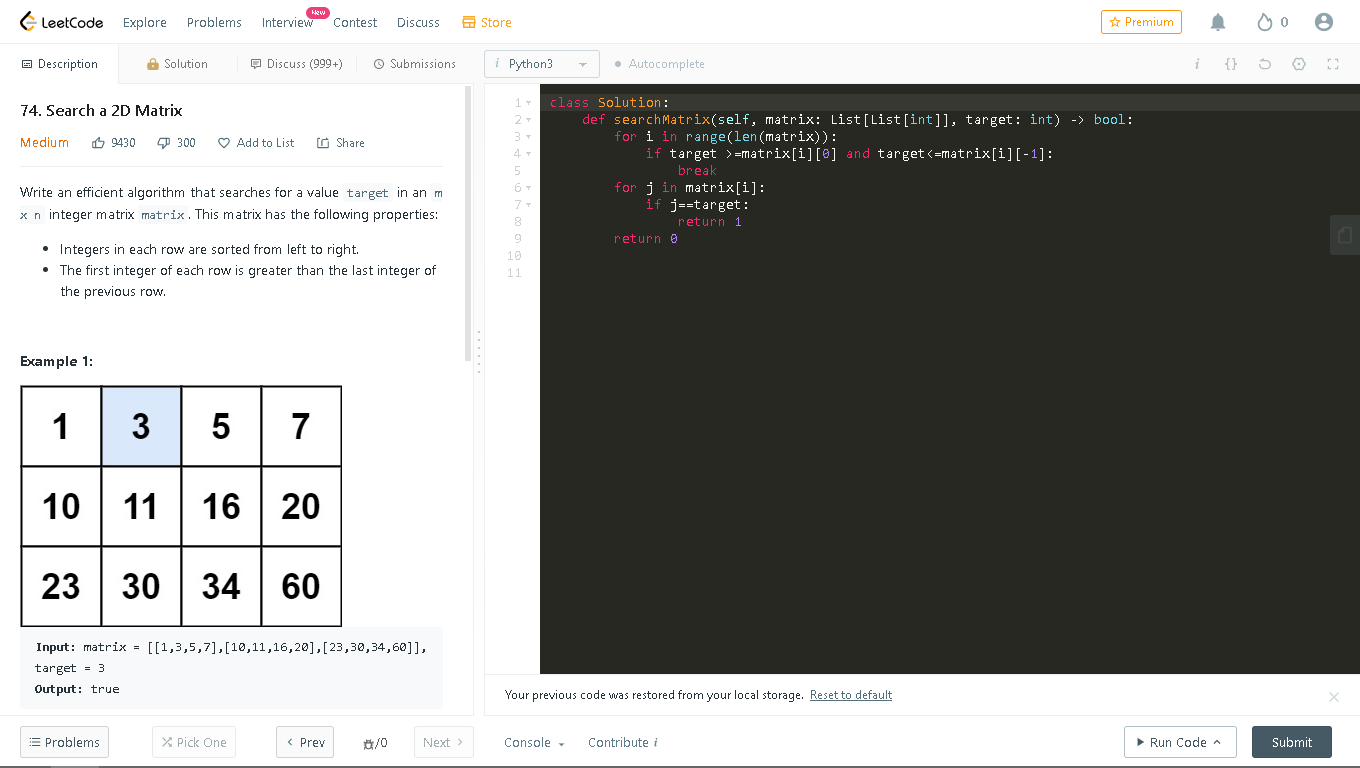 LeetCode Explore Problems Interview New Contest Discuss Store Premium 0
Description Solution Discuss (999+) Submissions i Python3 Autocomplete i {}
74. Search a 2D Matrix
Medium 9430 300 Add to List Share
Write an efficient algorithm that searches for a value target in an m
x n integer matrix matrix. This matrix has the following properties:
Integers in each row are sorted from left to right.
The first integer of each row is greater than the last integer of
the previous row.
Example 1:
1 3 5 7
10 11 16 20
23 30 34 60
Input: matrix = [[1,3,5,7],[10,11,16,20],[23,30,34,60]],
target = 3
Output: true
1 class Solution:
2 def searchMatrix(self, matrix: List[List[int]], target: int) -> bool:
3 for i in range(len(matrix)):
4 if target >=matrix[i][0] and target<=matrix[i][-1]:
5 break
6 for j in matrix[i]:
7 if j==target:
8 return 1
9 return 0
10
11
Your previous code was restored from your local storage. Reset to default
Problems Pick One Prev /0 Next Console Contribute i Run Code Submit